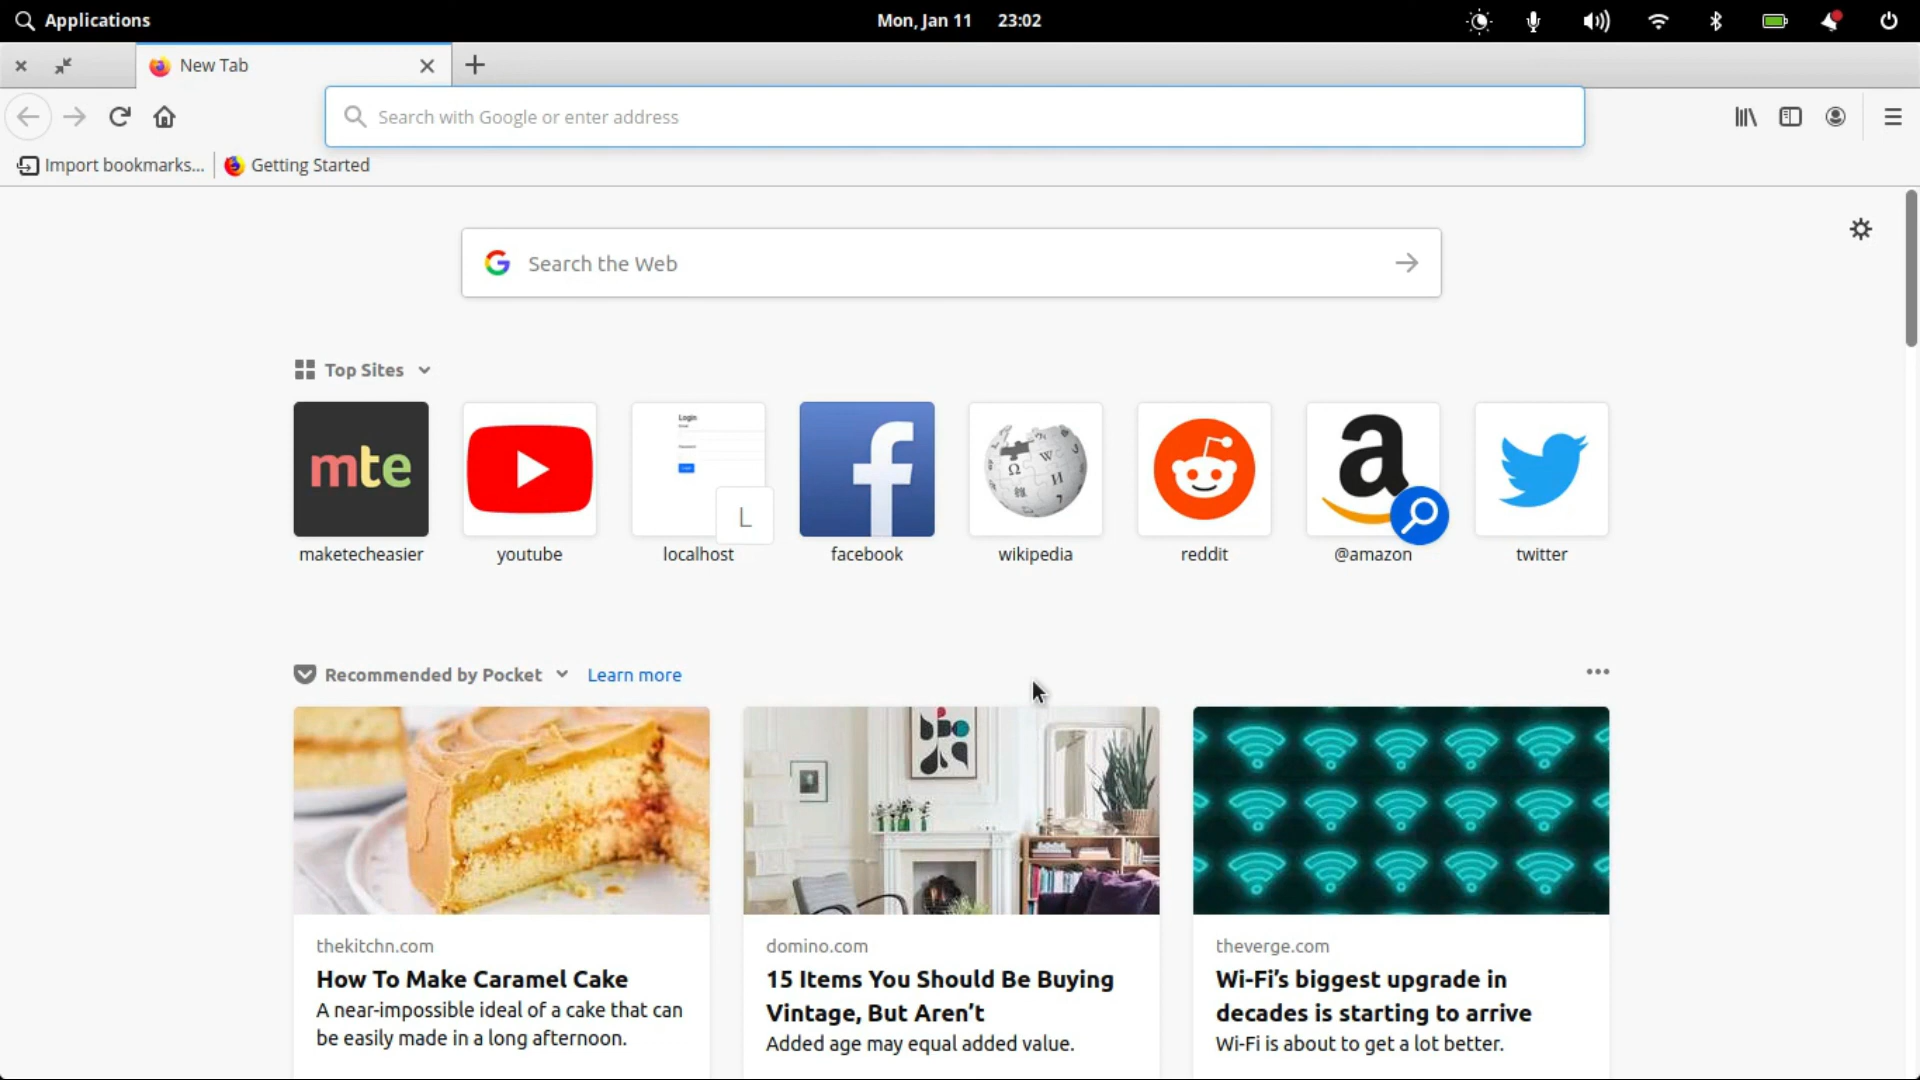 Applications
Mon, Jan 11 23:02
New Tab
Search with Google or enter address
Import bookmarks...
Getting Started
Search the Web
Top Sites
mte
Login
L
maketecheasier
youtube
localhost
facebook
wikipedia
reddit
@amazon
twitter
Recommended by Pocket
Learn more
thekitchn.com
How To Make Caramel Cake
A near-impossible ideal of a cake that can
be easily made in a long afternoon.
domino.com
15 Items You Should Be Buying
Vintage, But Aren’t
Added age may equal added value.
theverge.com
Wi-Fi’s biggest upgrade in
decades is starting to arrive
Wi-Fi is about to get a lot better.